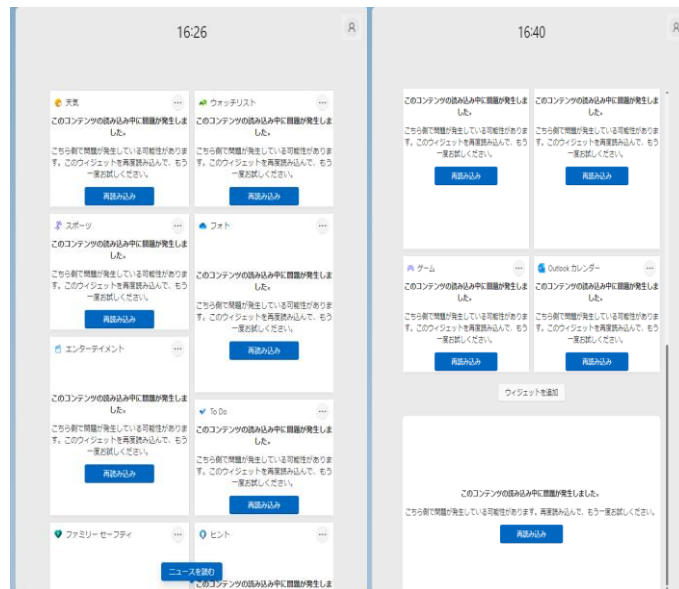 16:26
天気
このコンテンツの読み込み中に問題が発生しま
した。
こちら側で問題が発生している可能性がありま
す。このウィジェットを再度読み込んで、もう
一度お試しください。
再読み込み
ウォッチリスト
このコンテンツの読み込み中に問題が発生しま
した。
こちら側で問題が発生している可能性がありま
す。このウィジェットを再度読み込んで、もう
一度お試しください。
再読み込み
スポーツ
このコンテンツの読み込み中に問題が発生しま
した。
こちら側で問題が発生している可能性がありま
す。このウィジェットを再度読み込んで、もう
一度お試しください。
再読み込み
フォト
このコンテンツの読み込み中に問題が発生しま
した。
こちら側で問題が発生している可能性がありま
す。このウィジェットを再度読み込んで、もう
一度お試しください。
再読み込み
エンターテイメント
このコンテンツの読み込み中に問題が発生しま
した。
こちら側で問題が発生している可能性がありま
す。このウィジェットを再度読み込んで、もう
一度お試しください。
再読み込み
To Do
このコンテンツの読み込み中に問題が発生しま
した。
こちら側で問題が発生している可能性がありま
す。このウィジェットを再度読み込んで、もう
一度お試しください。
再読み込み
ファミリー セーフティ
ヒント
ニュースを読む
このコンテンツの読み込み中に問題が発生しま
16:40
このコンテンツの読み込み中に問題が発生しま
した。
こちら側で問題が発生している可能性がありま
す。このウィジェットを再度読み込んで、もう
一度お試しください。
再読み込み
このコンテンツの読み込み中に問題が発生しま
した。
こちら側で問題が発生している可能性がありま
す。このウィジェットを再度読み込んで、もう
一度お試しください。
再読み込み
ゲーム
このコンテンツの読み込み中に問題が発生しま
した。
こちら側で問題が発生している可能性がありま
す。このウィジェットを再度読み込んで、もう
一度お試しください。
再読み込み
Outlook カレンダー
このコンテンツの読み込み中に問題が発生しま
した。
こちら側で問題が発生している可能性がありま
す。このウィジェットを再度読み込んで、もう
一度お試しください。
再読み込み
ウィジェットを追加
このコンテンツの読み込み中に問題が発生しました。
こちら側で問題が発生している可能性があります。再度読み込んで、もう一度お試しください。
再読み込み